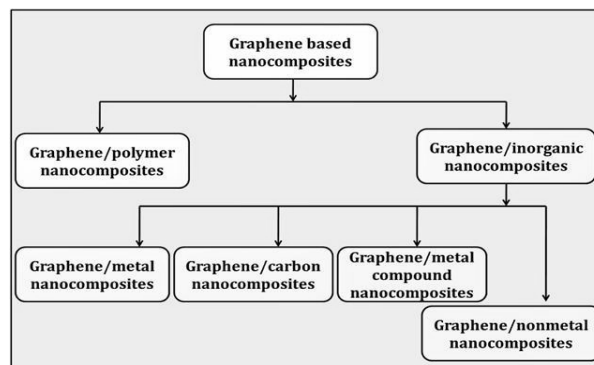 Graphene based
nanocomposites
Graphene/polymer
nanocomposites
Graphene/inorganic
nanocomposites
Graphene/metal
nanocomposites
Graphene/carbon
nanocomposites
Graphene/metal
compound
nanocomposites
Graphene/nonmetal
nanocomposites